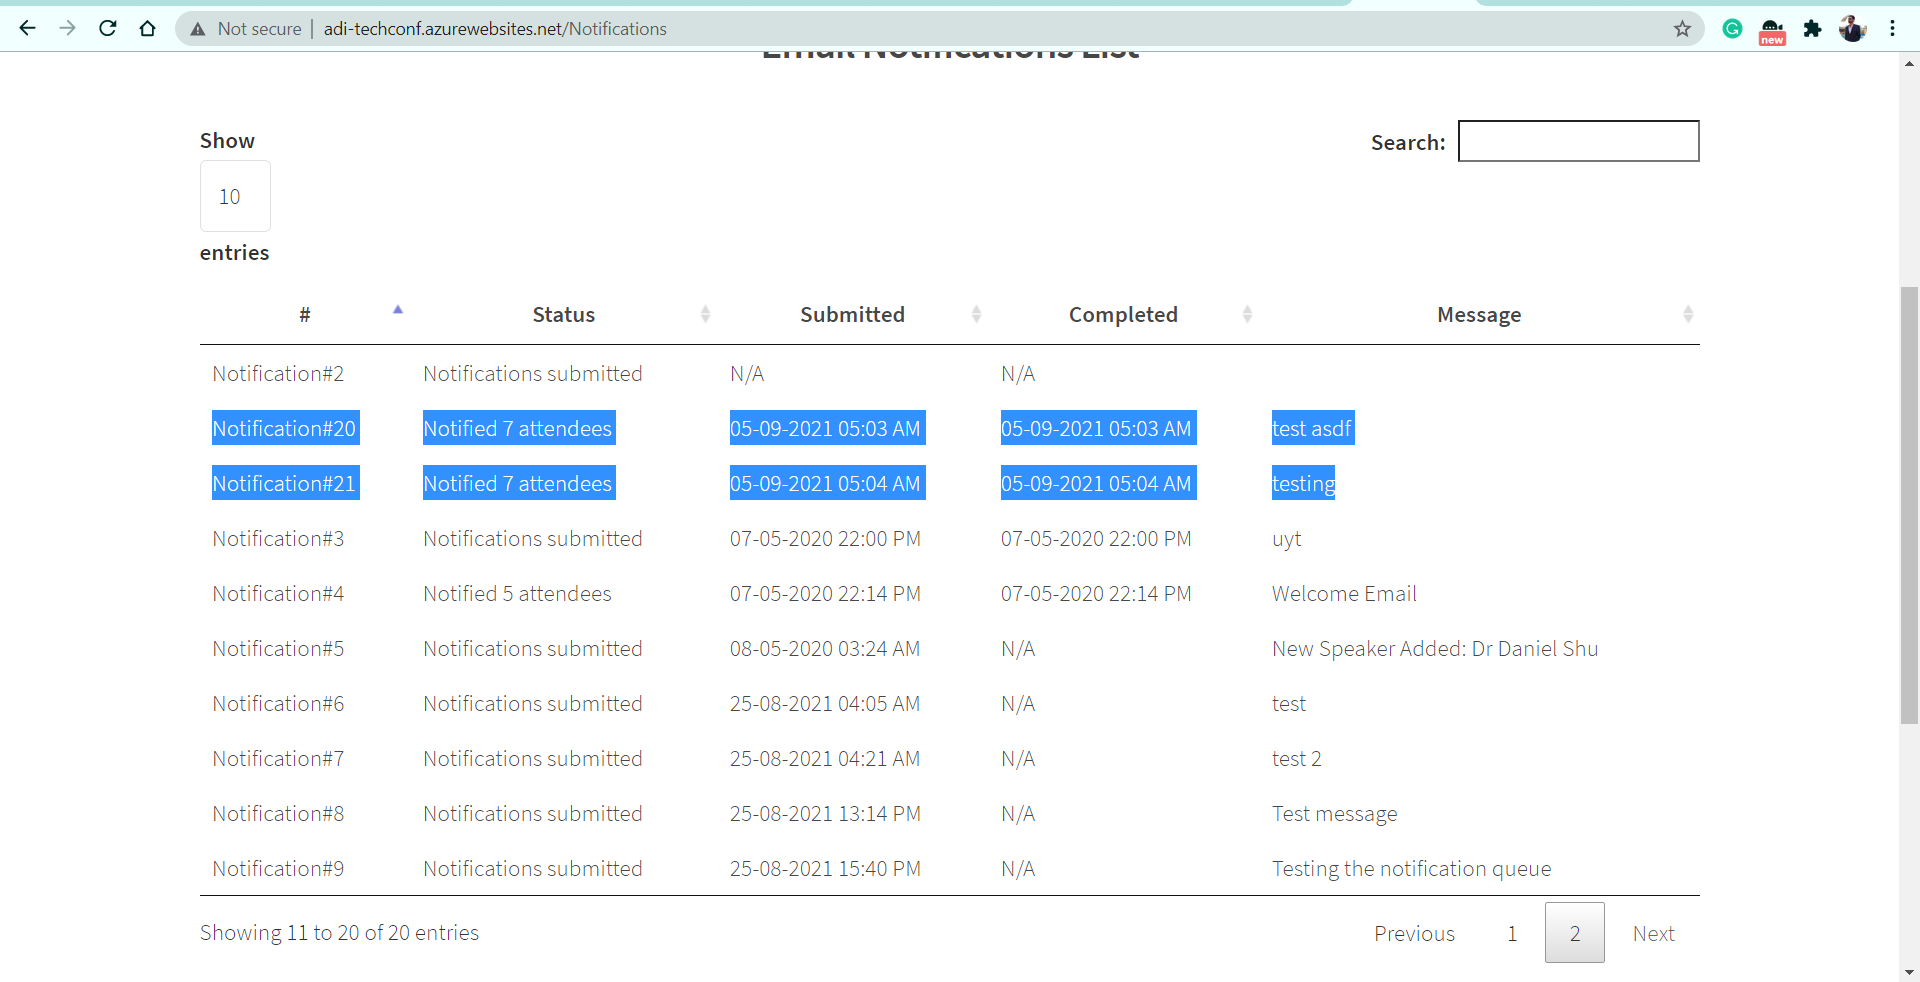 Not secure | adi-techconf.azurewebsites.net/Notifications
new
Email Notifications List
Show
10
entries
Search:
# Status Submitted Completed Message
Notification#2 Notifications submitted N/A N/A
Notification#20 Notified 7 attendees 05-09-2021 05:03 AM 05-09-2021 05:03 AM test asdf
Notification#21 Notified 7 attendees 05-09-2021 05:04 AM 05-09-2021 05:04 AM testing
Notification#3 Notifications submitted 07-05-2020 22:00 PM 07-05-2020 22:00 PM uyt
Notification#4 Notified 5 attendees 07-05-2020 22:14 PM 07-05-2020 22:14 PM Welcome Email
Notification#5 Notifications submitted 08-05-2020 03:24 AM N/A New Speaker Added: Dr Daniel Shu
Notification#6 Notifications submitted 25-08-2021 04:05 AM N/A test
Notification#7 Notifications submitted 25-08-2021 04:21 AM N/A test 2
Notification#8 Notifications submitted 25-08-2021 13:14 PM N/A Test message
Notification#9 Notifications submitted 25-08-2021 15:40 PM N/A Testing the notification queue
Showing 11 to 20 of 20 entries
Previous 1 2 Next